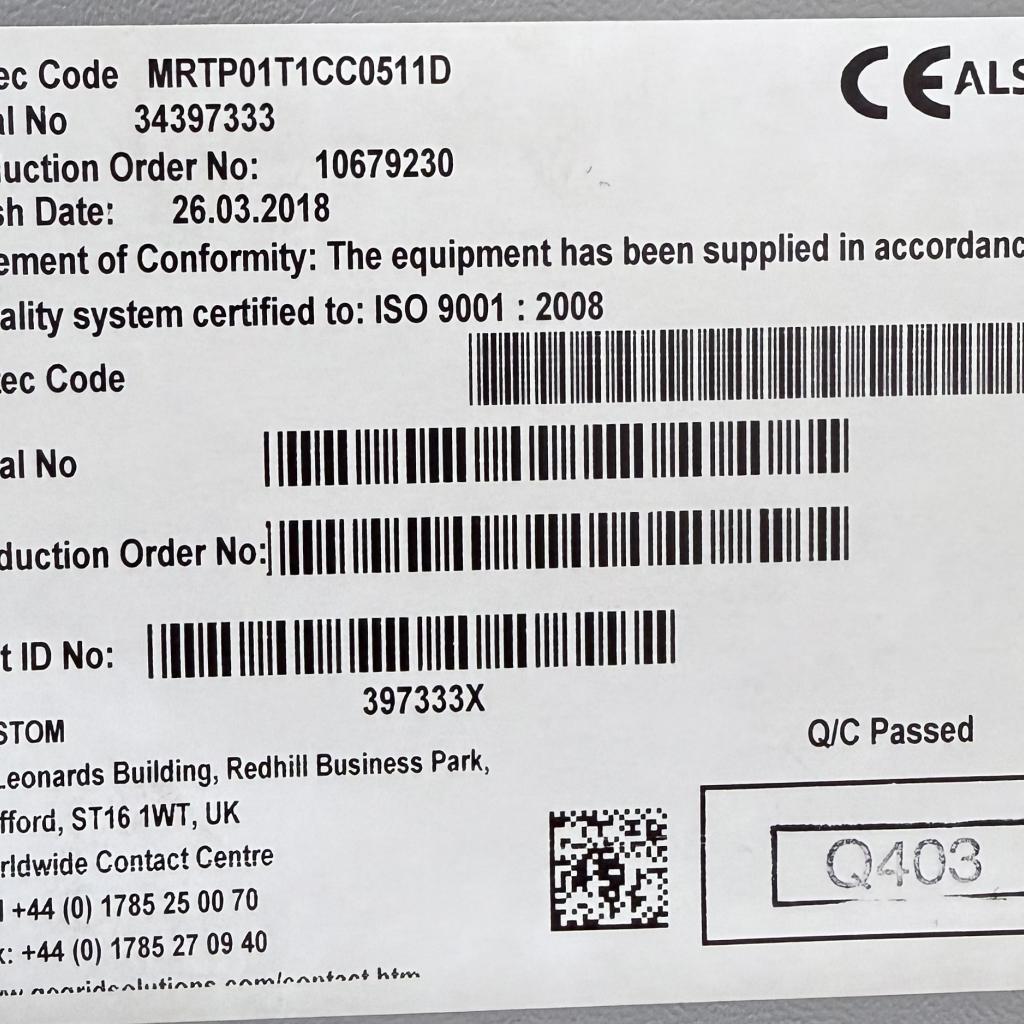 ec Code MRTP01T1CC0511D
CE ALS
al No 34397333
uction Order No: 10679230
sh Date: 26.03.2018
ement of Conformity: The equipment has been supplied in accordanc
ality system certified to: ISO 9001 : 2008
ec Code
al No
duction Order No:
t ID No:
397333X
STOM
Leonards Building, Redhill Business Park,
fford, ST16 1WT, UK
rldwide Contact Centre
l +44 (0) 1785 25 00 70
x: +44 (0) 1785 27 09 40
Q/C Passed
Q403